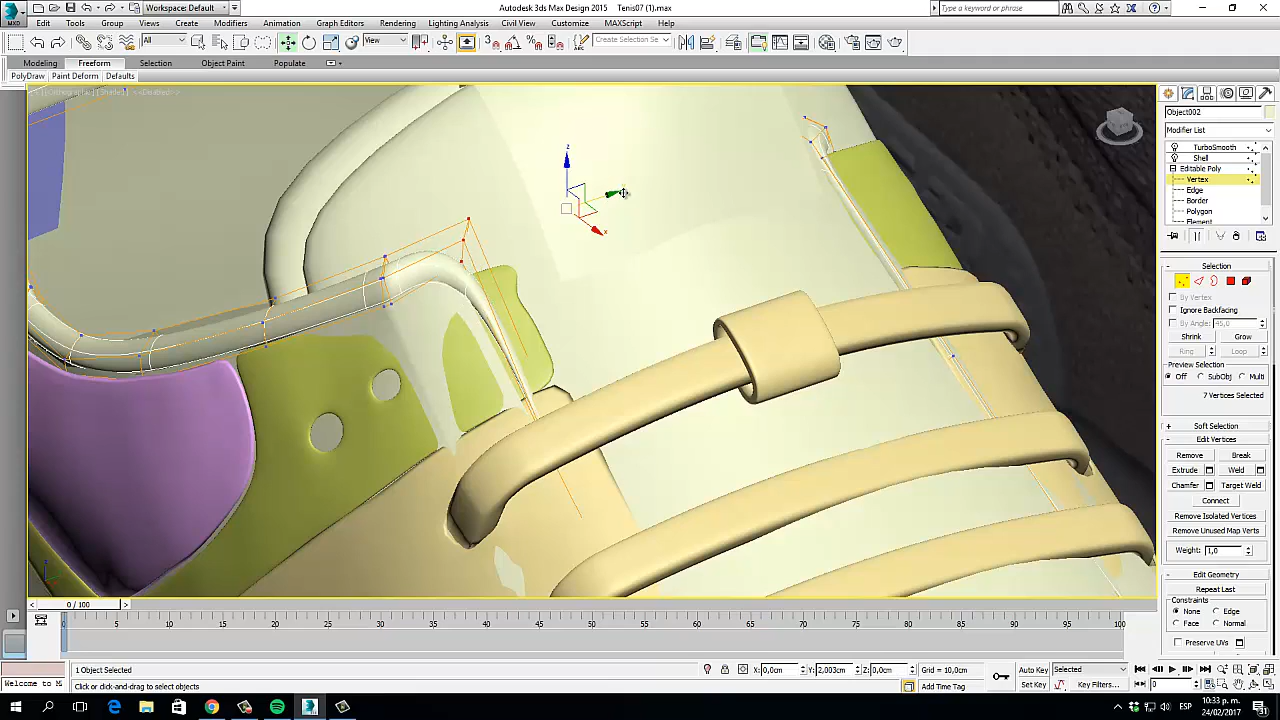 Workspace: Default
Autodesk 3ds Max Design 2015
Tenis07 (1).max
Type a keyword or phrase
Edit
Tools
Group
Views
Create
Modifiers
Animation
Graph Editors
Rendering
Lighting Analysis
Civil View
Customize
MAXScript
Help
All
View
Create Selection Se
Modeling
Freeform
Selection
Object Paint
Populate
PolyDraw
Paint Deform
Defaults
Object002
Modifier List
TurboSmooth
Shell
Editable Poly
Vertex
Edge
Border
Polygon
Element
Selection
By Vertex
Ignore Backfacing
By Angle: 45,0
Shrink
Grow
Ring
Loop
Preview Selection
Off
SubObj
Multi
7 Vertices Selected
Soft Selection
Edit Vertices
Remove
Break
Extrude
Weld
Chamfer
Target Weld
Connect
Remove Isolated Vertices
Remove Unused Map Verts
Weight: 1,0
Edit Geometry
Repeat Last
Constraints
None
Edge
Face
Normal
Preserve UVs
z
x
0 / 100
0 5 10 15 20 25 30 35 40 45 50 55 60 65 70 75 80 85 90 95 100
1 Object Selected
X: 0,0cm
Y: 2,003cm
Z: 0,0cm
Grid = 10,0cm
Auto Key
Selected
Welcome to M
Click or click-and-drag to select objects
Add Time Tag
Set Key
Key Filters...
0
ESP
10:33 p. m.
24/02/2017